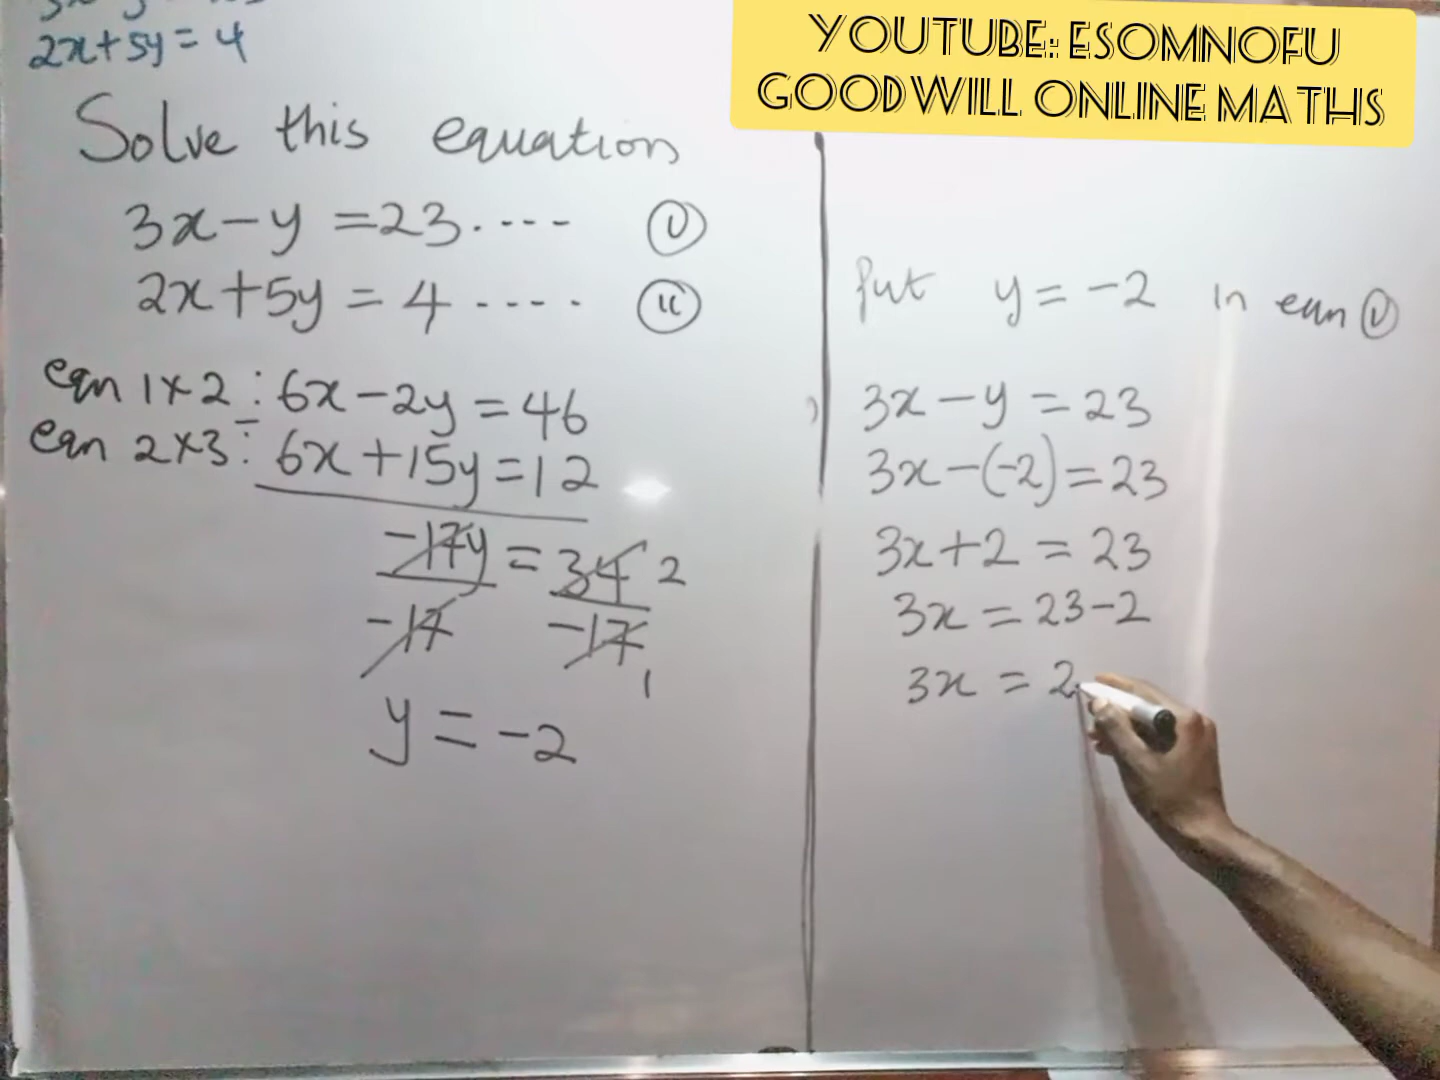 2x+5y=4
YOUTUBE: ESOMNOFU
GOODWILL ONLINE MATHS
Solve this equation
3x-y=23.--- (i)
2x+5y=4 ---- (ii)
eqn 1×2: 6x-2y=46
-
eqn 2×3: 6x+15y=12
-17y = 34 2
-17 -17 1
y = -2
Put y=-2 in eqn (i)
3x-y=23
3x-(-2)=23
3x+2=23
3x=23-2
3x=2